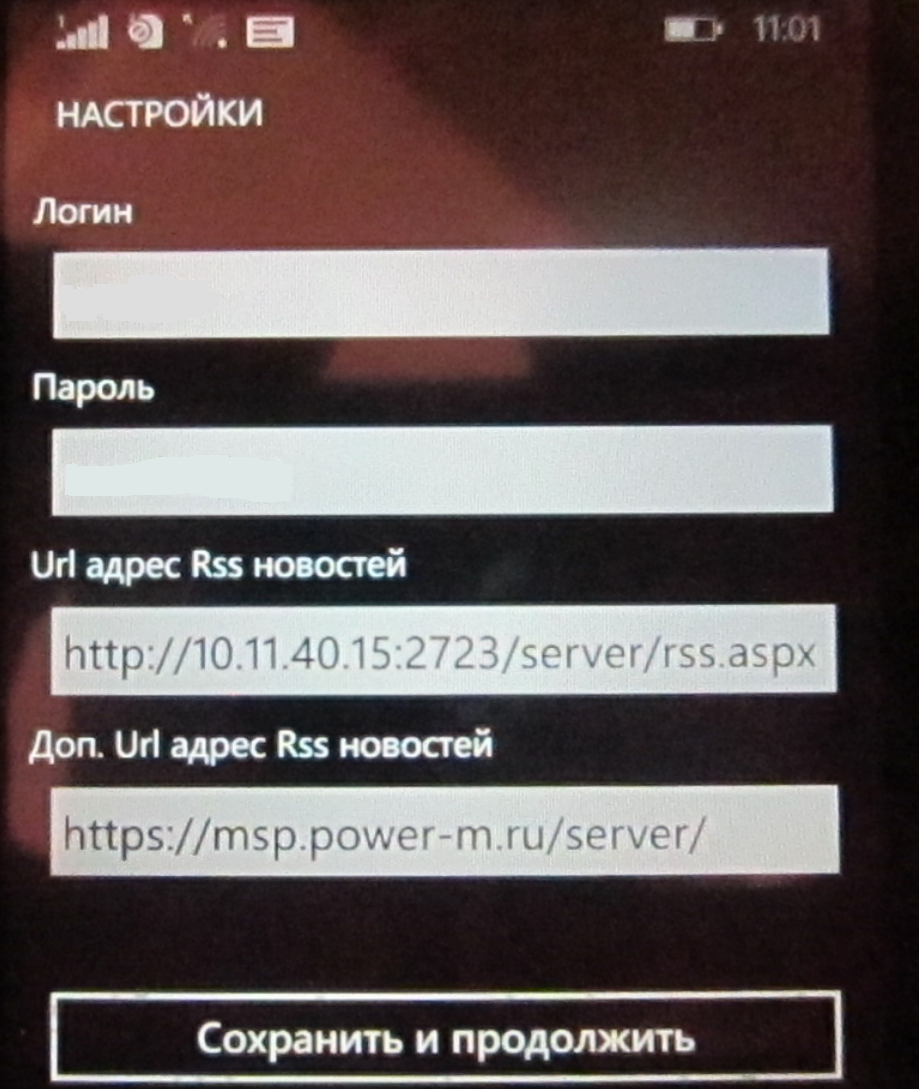 11:01
НАСТРОЙКИ
Логин
Пароль
Url адрес Rss новостей
http://10.11.40.15:2723/server/rss.aspx
Доп. Url адрес Rss новостей
https://msp.power-m.ru/server/
Сохранить и продолжить